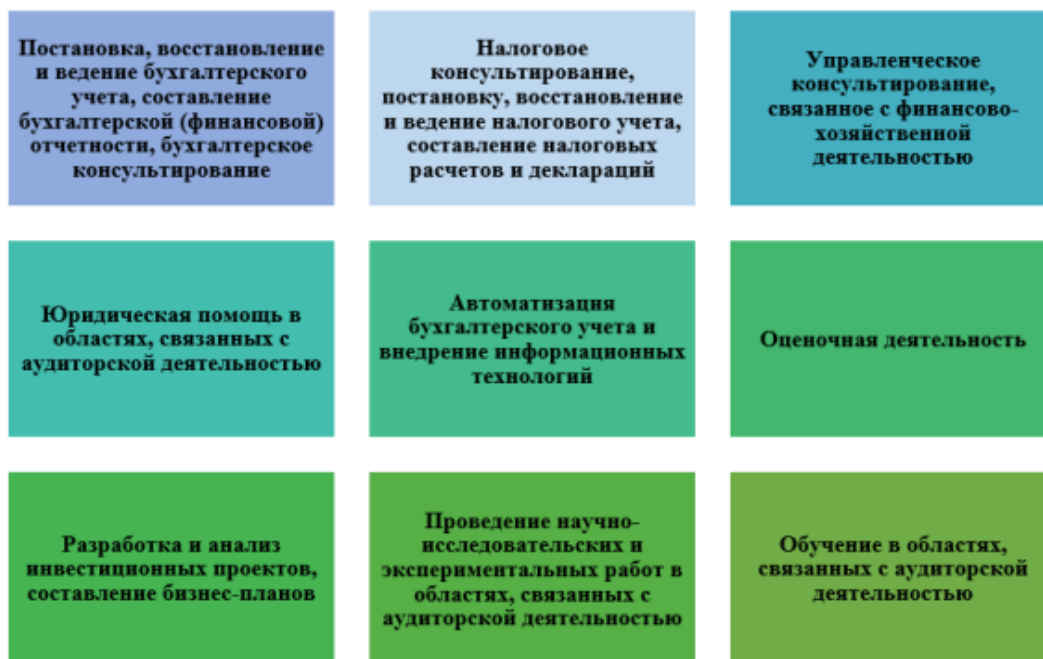 Постановка, восстановление
и ведение бухгалтерского
учета, составление
бухгалтерской (финансовой)
отчетности, бухгалтерское
консультирование
Налоговое
консультирование,
постановку, восстановление
и ведение налогового учета,
составление налоговых
расчетов и деклараций
Управленческое
консультирование,
связанное с финансово-
хозяйственной
деятельностью
Юридическая помощь в
областях, связанных с
аудиторской деятельностью
Автоматизация
бухгалтерского учета и
внедрение информационных
технологий
Оценочная деятельность
Разработка и анализ
инвестиционных проектов,
составление бизнес-планов
Проведение научно-
исследовательских и
экспериментальных работ в
областях, связанных с
аудиторской деятельностью
Обучение в областях,
связанных с аудиторской
деятельностью